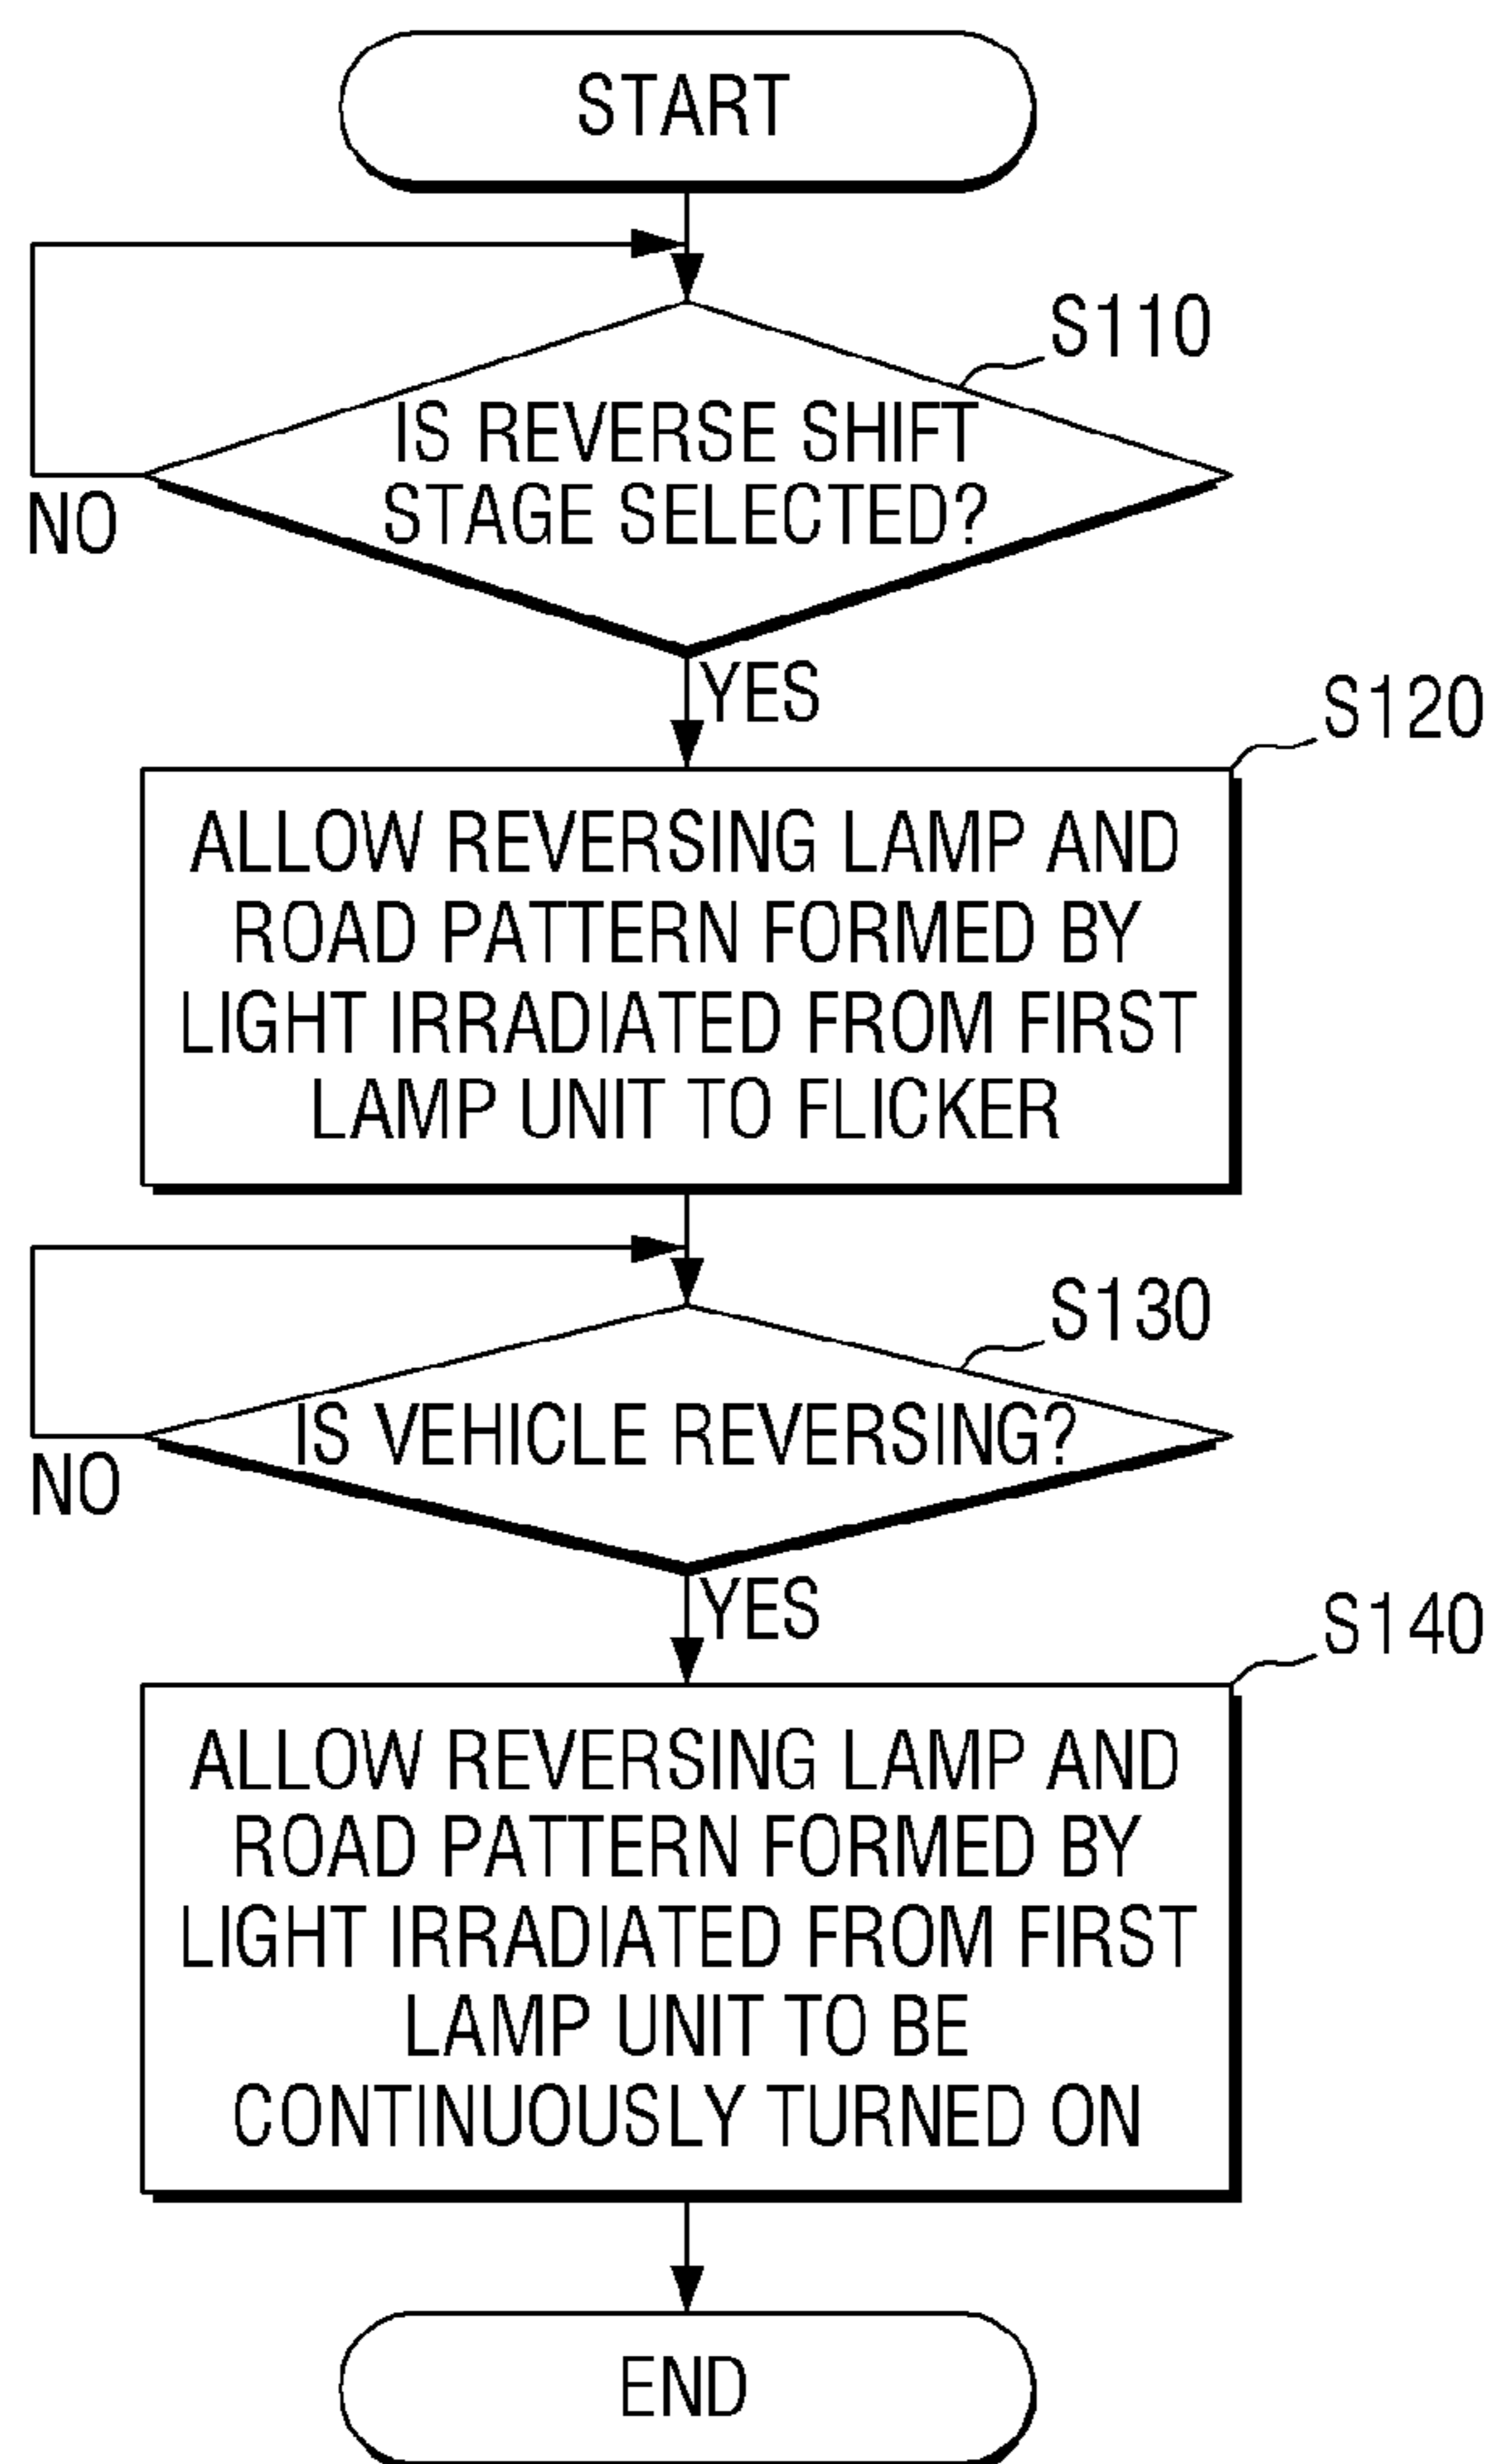 START
S110
IS REVERSE SHIFT
STAGE SELECTED?
NO
YES
S120
ALLOW REVERSING LAMP AND
ROAD PATTERN FORMED BY
LIGHT IRRADIATED FROM FIRST
LAMP UNIT TO FLICKER
S130
IS VEHICLE REVERSING?
NO
YES
S140
ALLOW REVERSING LAMP AND
ROAD PATTERN FORMED BY
LIGHT IRRADIATED FROM FIRST
LAMP UNIT TO BE
CONTINUOUSLY TURNED ON
END